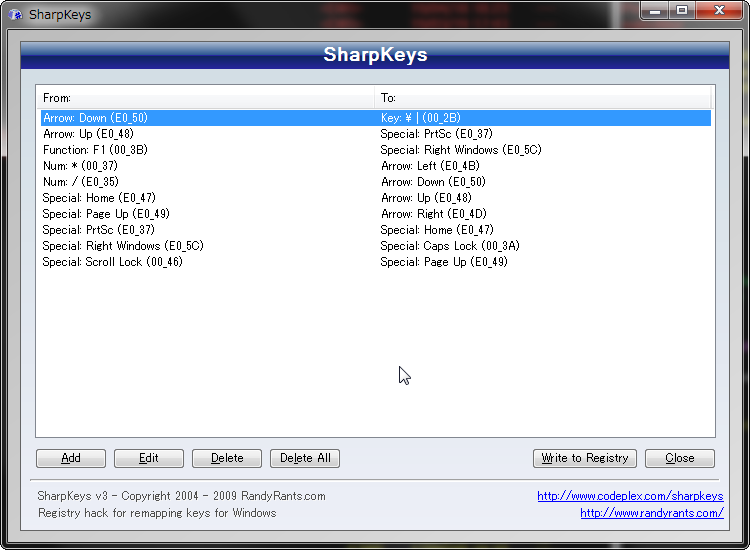 SharpKeys
SharpKeys
From: To:
Arrow: Down (E0_50) Key: ¥ | (00_2B)
Arrow: Up (E0_48) Special: PrtSc (E0_37)
Function: F1 (00_3B) Special: Right Windows (E0_5C)
Num: * (00_37) Arrow: Left (E0_4B)
Num: / (E0_35) Arrow: Down (E0_50)
Special: Home (E0_47) Arrow: Up (E0_48)
Special: Page Up (E0_49) Arrow: Right (E0_4D)
Special: PrtSc (E0_37) Special: Home (E0_47)
Special: Right Windows (E0_5C) Special: Caps Lock (00_3A)
Special: Scroll Lock (00_46) Special: Page Up (E0_49)
Add Edit Delete Delete All Write to Registry Close
SharpKeys v3 - Copyright 2004 - 2009 RandyRants.com http://www.codeplex.com/sharpkeys
Registry hack for remapping keys for Windows http://www.randyrants.com/